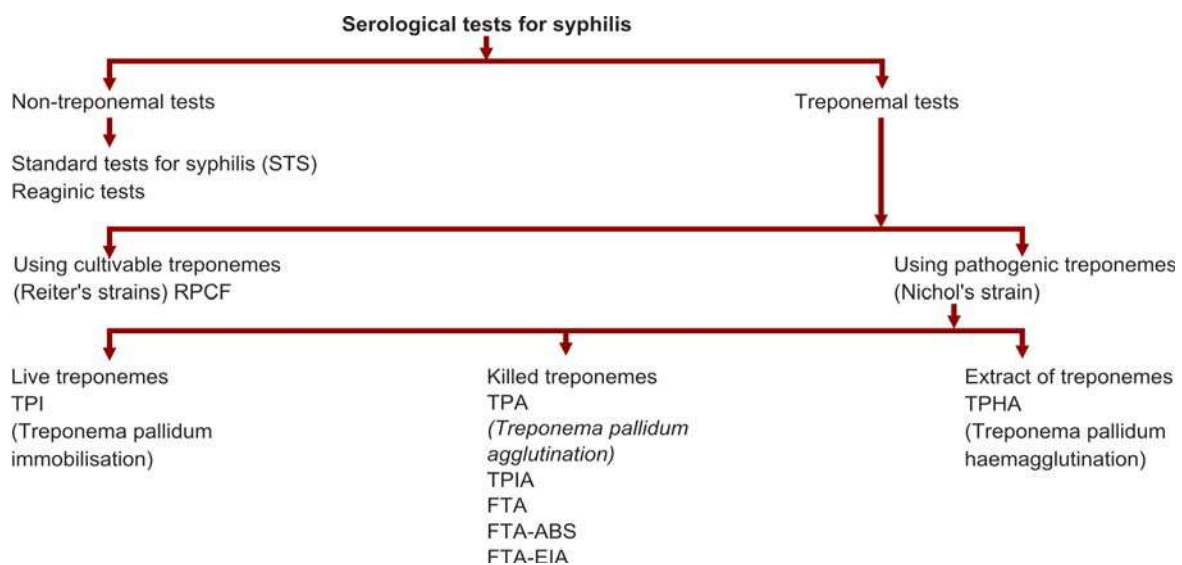 Serological tests for syphilis
Non-treponemal tests
Treponemal tests
Standard tests for syphilis (STS)
Reaginic tests
Using cultivable treponemes
(Reiter's strains) RPCF
Using pathogenic treponemes
(Nichol's strain)
Live treponemes
TPI
(Treponema pallidum
immobilisation)
Killed treponemes
TPA
(Treponema pallidum
agglutination)
TPIA
FTA
FTA-ABS
FTA-EIA
Extract of treponemes
TPHA
(Treponema pallidum
haemagglutination)